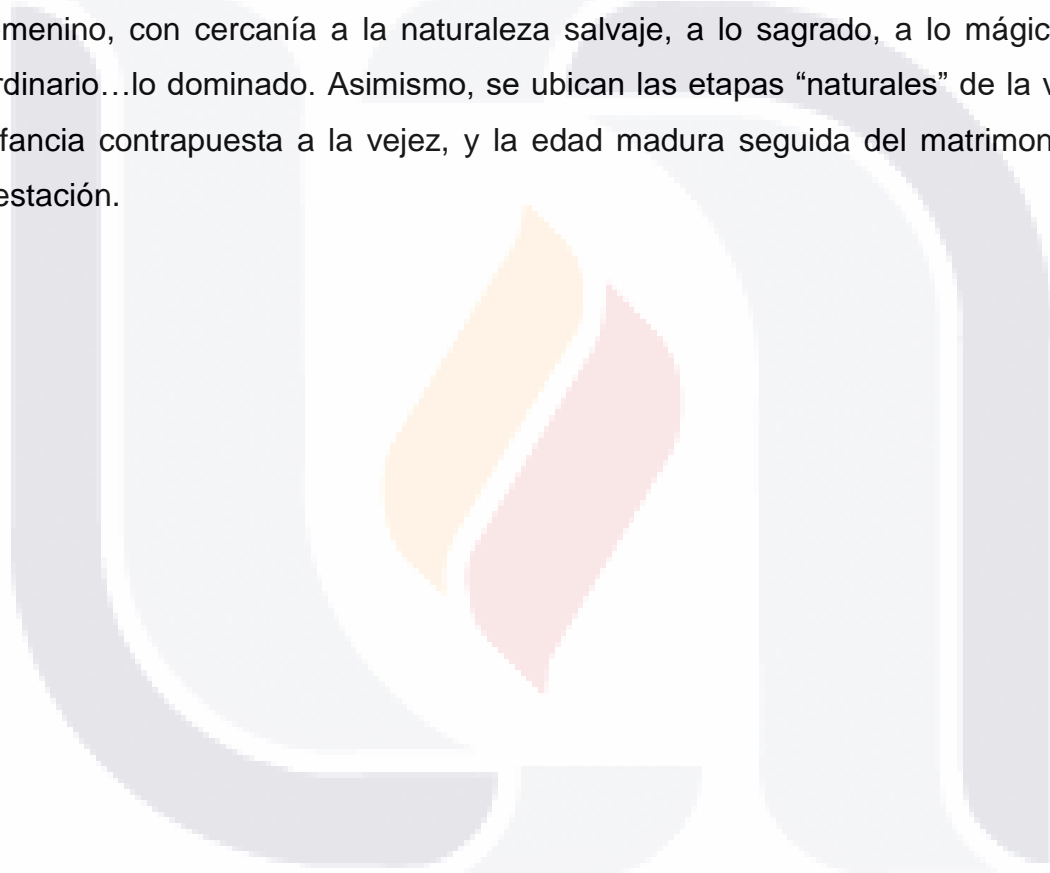 menino, con cercanía a la naturaleza salvaje, a lo sagrado, a lo mágic
rdinario…lo dominado. Asimismo, se ubican las etapas “naturales” de la v
fancia contrapuesta a la vejez, y la edad madura seguida del matrimon
estación.